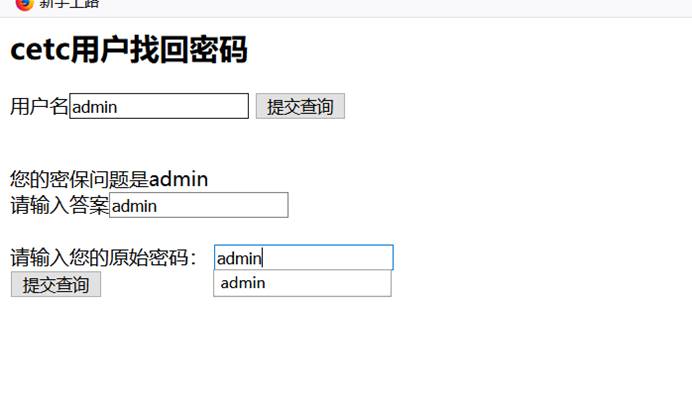 新手上路
cetc用户找回密码
用户名admin 提交查询
您的密保问题是admin
请输入答案admin
请输入您的原始密码： admin
提交查询 admin